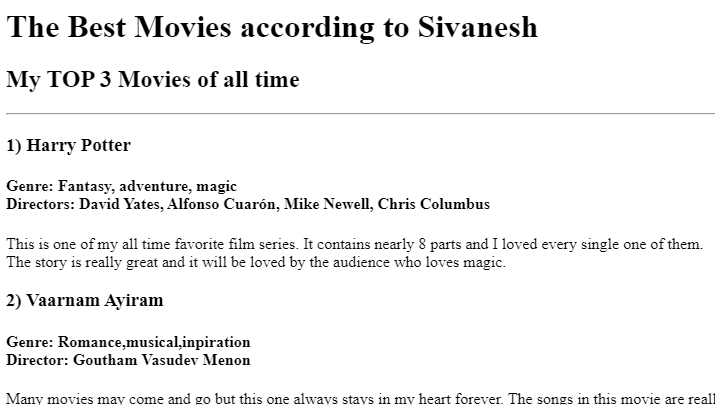 The Best Movies according to Sivanesh
My TOP 3 Movies of all time
1) Harry Potter
Genre: Fantasy, adventure, magic
Directors: David Yates, Alfonso Cuarón, Mike Newell, Chris Columbus
This is one of my all time favorite film series. It contains nearly 8 parts and I loved every single one of them.
The story is really great and it will be loved by the audience who loves magic.
2) Vaarnam Ayiram
Genre: Romance,musical,inpiration
Director: Goutham Vasudev Menon
Many movies may come and go but this one always stays in my heart forever. The songs in this movie are